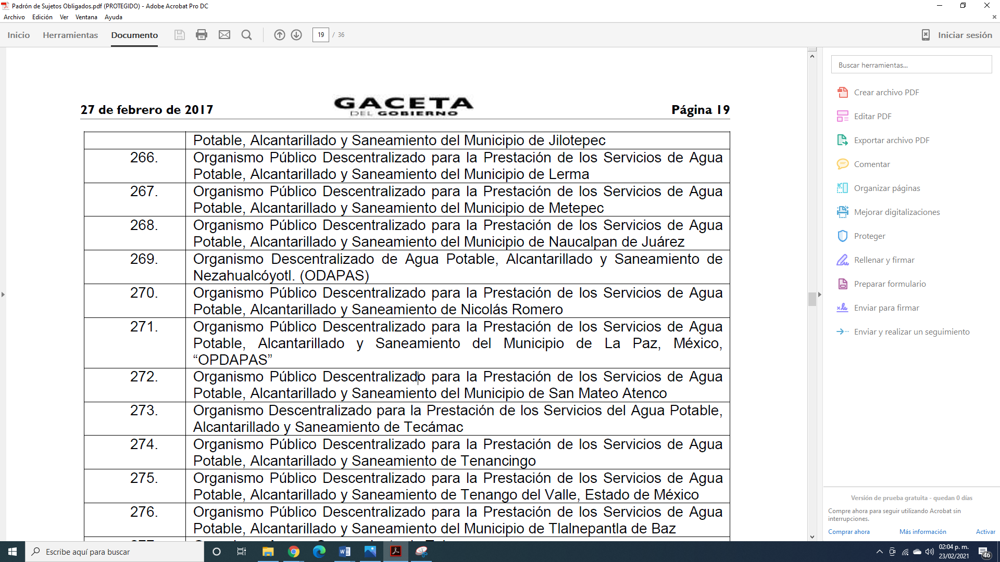 Padrón de Sujetos Obligados.pdf (PROTEGIDO) - Adobe Acrobat Pro DC
Archivo Edición Ver Ventana Ayuda
Inicio Herramientas Documento 19 / 36 Iniciar sesión
27 de febrero de 2017 GACETA DEL GOBIERNO Página 19
Potable, Alcantarillado y Saneamiento del Municipio de Jilotepec
266. Organismo Público Descentralizado para la Prestación de los Servicios de Agua
Potable, Alcantarillado y Saneamiento del Municipio de Lerma
267. Organismo Público Descentralizado para la Prestación de los Servicios de Agua
Potable, Alcantarillado y Saneamiento del Municipio de Metepec
268. Organismo Público Descentralizado para la Prestación de los Servicios de Agua
Potable, Alcantarillado y Saneamiento del Municipio de Naucalpan de Juárez
269. Organismo Descentralizado de Agua Potable, Alcantarillado y Saneamiento de
Nezahualcóyotl. (ODAPAS)
270. Organismo Público Descentralizado para la Prestación de los Servicios de Agua
Potable, Alcantarillado y Saneamiento de Nicolás Romero
271. Organismo Público Descentralizado para la Prestación de los Servicios de Agua
Potable, Alcantarillado y Saneamiento del Municipio de La Paz, México,
“OPDAPAS”
272. Organismo Público Descentralizado para la Prestación de los Servicios de Agua
Potable, Alcantarillado y Saneamiento del Municipio de San Mateo Atenco
273. Organismo Descentralizado para la Prestación de los Servicios del Agua Potable,
Alcantarillado y Saneamiento de Tecámac
274. Organismo Público Descentralizado para la Prestación de los Servicios de Agua
Potable, Alcantarillado y Saneamiento de Tenancingo
275. Organismo Público Descentralizado para la Prestación de los Servicios de Agua
Potable, Alcantarillado y Saneamiento de Tenango del Valle, Estado de México
276. Organismo Público Descentralizado para la Prestación de los Servicios de Agua
Potable, Alcantarillado y Saneamiento del Municipio de Tlalnepantla de Baz
Buscar herramientas...
Crear archivo PDF
Editar PDF
Exportar archivo PDF
Comentar
Organizar páginas
Mejorar digitalizaciones
Proteger
Rellenar y firmar
Preparar formulario
Enviar para firmar
Enviar y realizar un seguimiento
Versión de prueba gratuita - quedan 0 días
Compre ahora para seguir utilizando Acrobat sin
interrupciones.
Comprar ahora Más información Activar
Escribe aquí para buscar
02:04 p. m.
23/02/2021
46